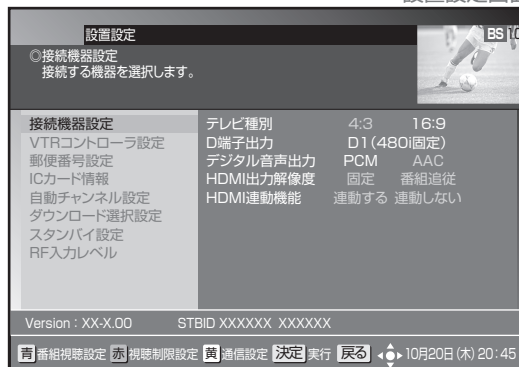 設置設定
BS 10
◎接続機器設定
接続する機器を選択します。
接続機器設定
VTRコントローラ設定
郵便番号設定
ICカード情報
自動チャンネル設定
ダウンロード選択設定
スタンバイ設定
RF入力レベル
テレビ種別 4:3 16:9
D端子出力 D1(480i固定)
デジタル音声出力 PCM AAC
HDMI出力解像度 固定 番組追従
HDMI連動機能 連動する 連動しない
Version : XX-X.00 STBID XXXXXX XXXXXX
青 番組視聴設定 赤 視聴制限設定 黄 通信設定 決定 実行 戻る 10月20日(木) 20:45